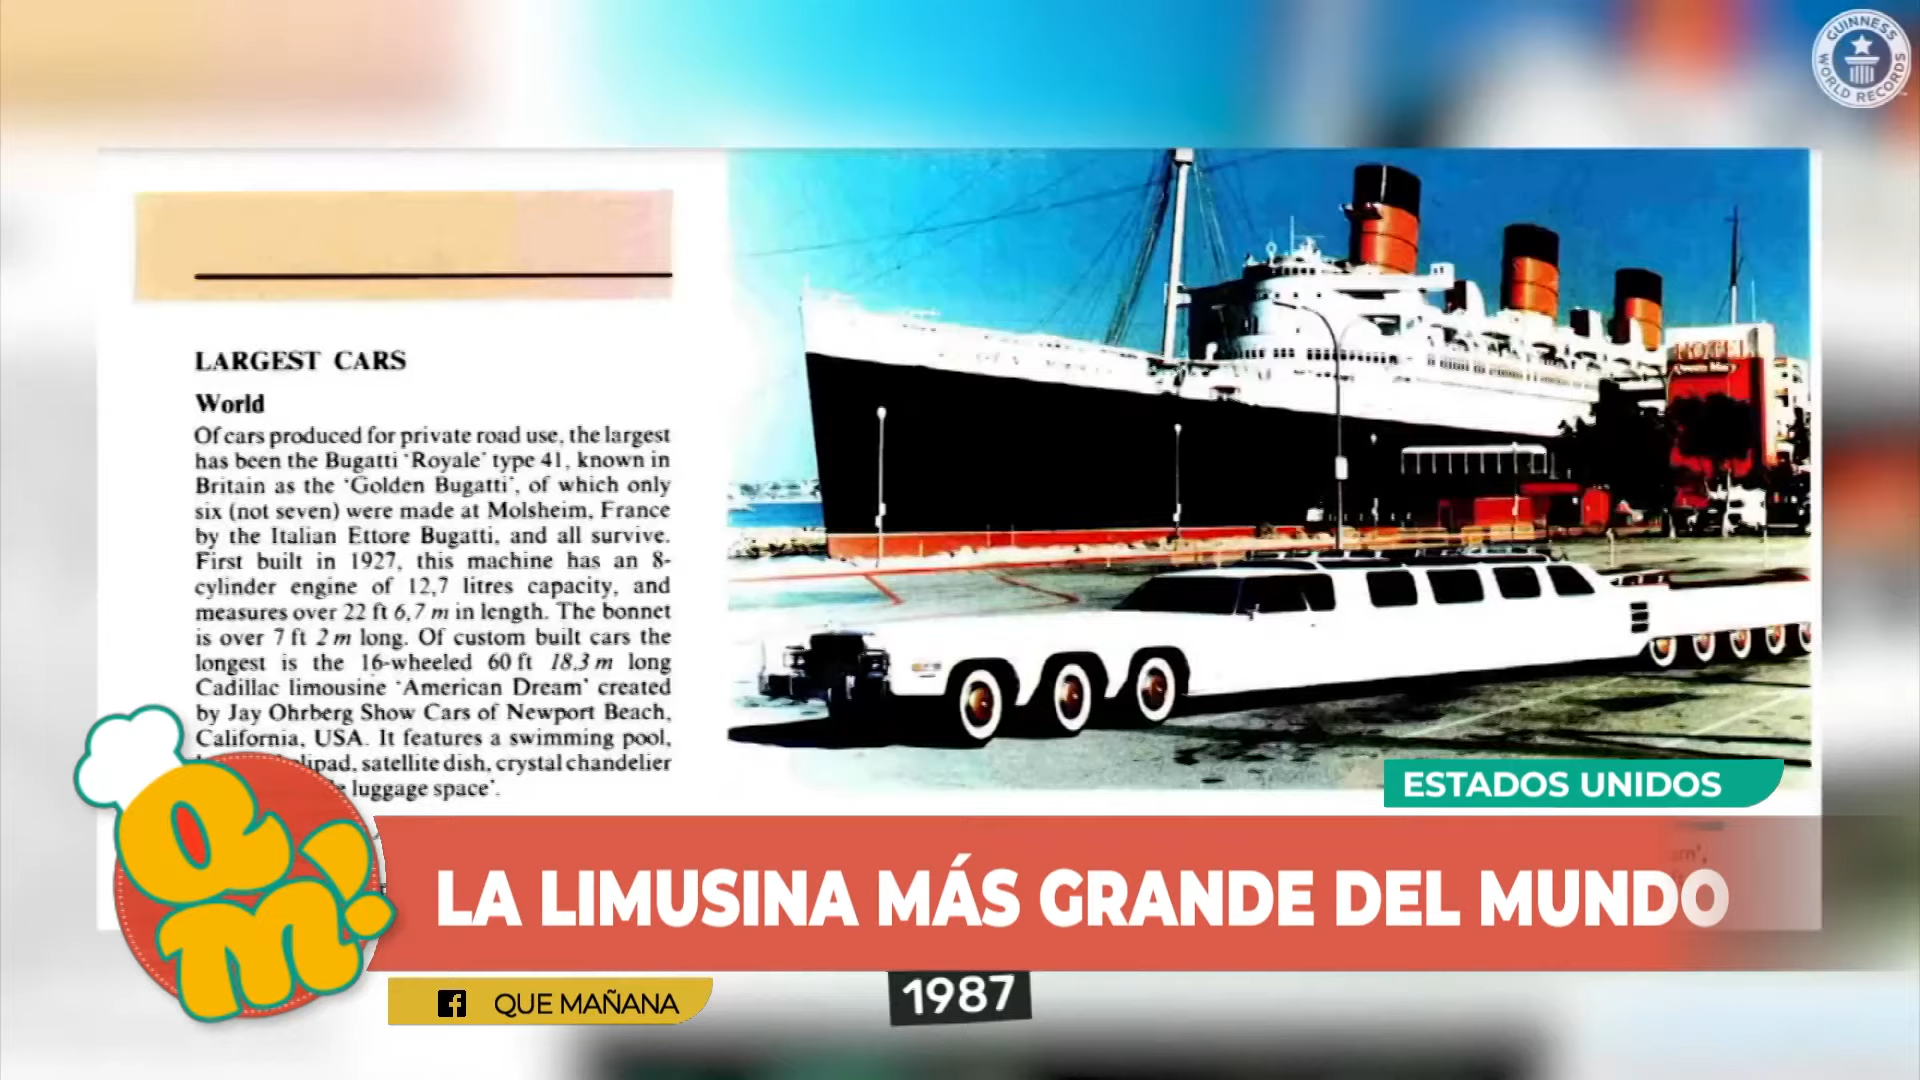 GUINNESS
WORLD RECORDS
LARGEST CARS
World
Of cars produced for private road use, the largest
has been the Bugatti 'Royale' type 41, known in
Britain as the 'Golden Bugatti', of which only
six (not seven) were made at Molsheim, France
by the Italian Ettore Bugatti, and all survive.
First built in 1927, this machine has an 8-
cylinder engine of 12,7 litres capacity, and
measures over 22 ft 6,7 m in length. The bonnet
is over 7 ft 2 m long. Of custom built cars the
longest is the 16-wheeled 60 ft 18,3 m long
Cadillac limousine 'American Dream' created
by Jay Ohrberg Show Cars of Newport Beach,
California, USA. It features a swimming pool,
lipad, satellite dish, crystal chandelier
luggage space'.
HOTEL
Queen Mary
ESTADOS UNIDOS
QM!
LA LIMUSINA MÁS GRANDE DEL MUNDO
QUE MAÑANA
1987